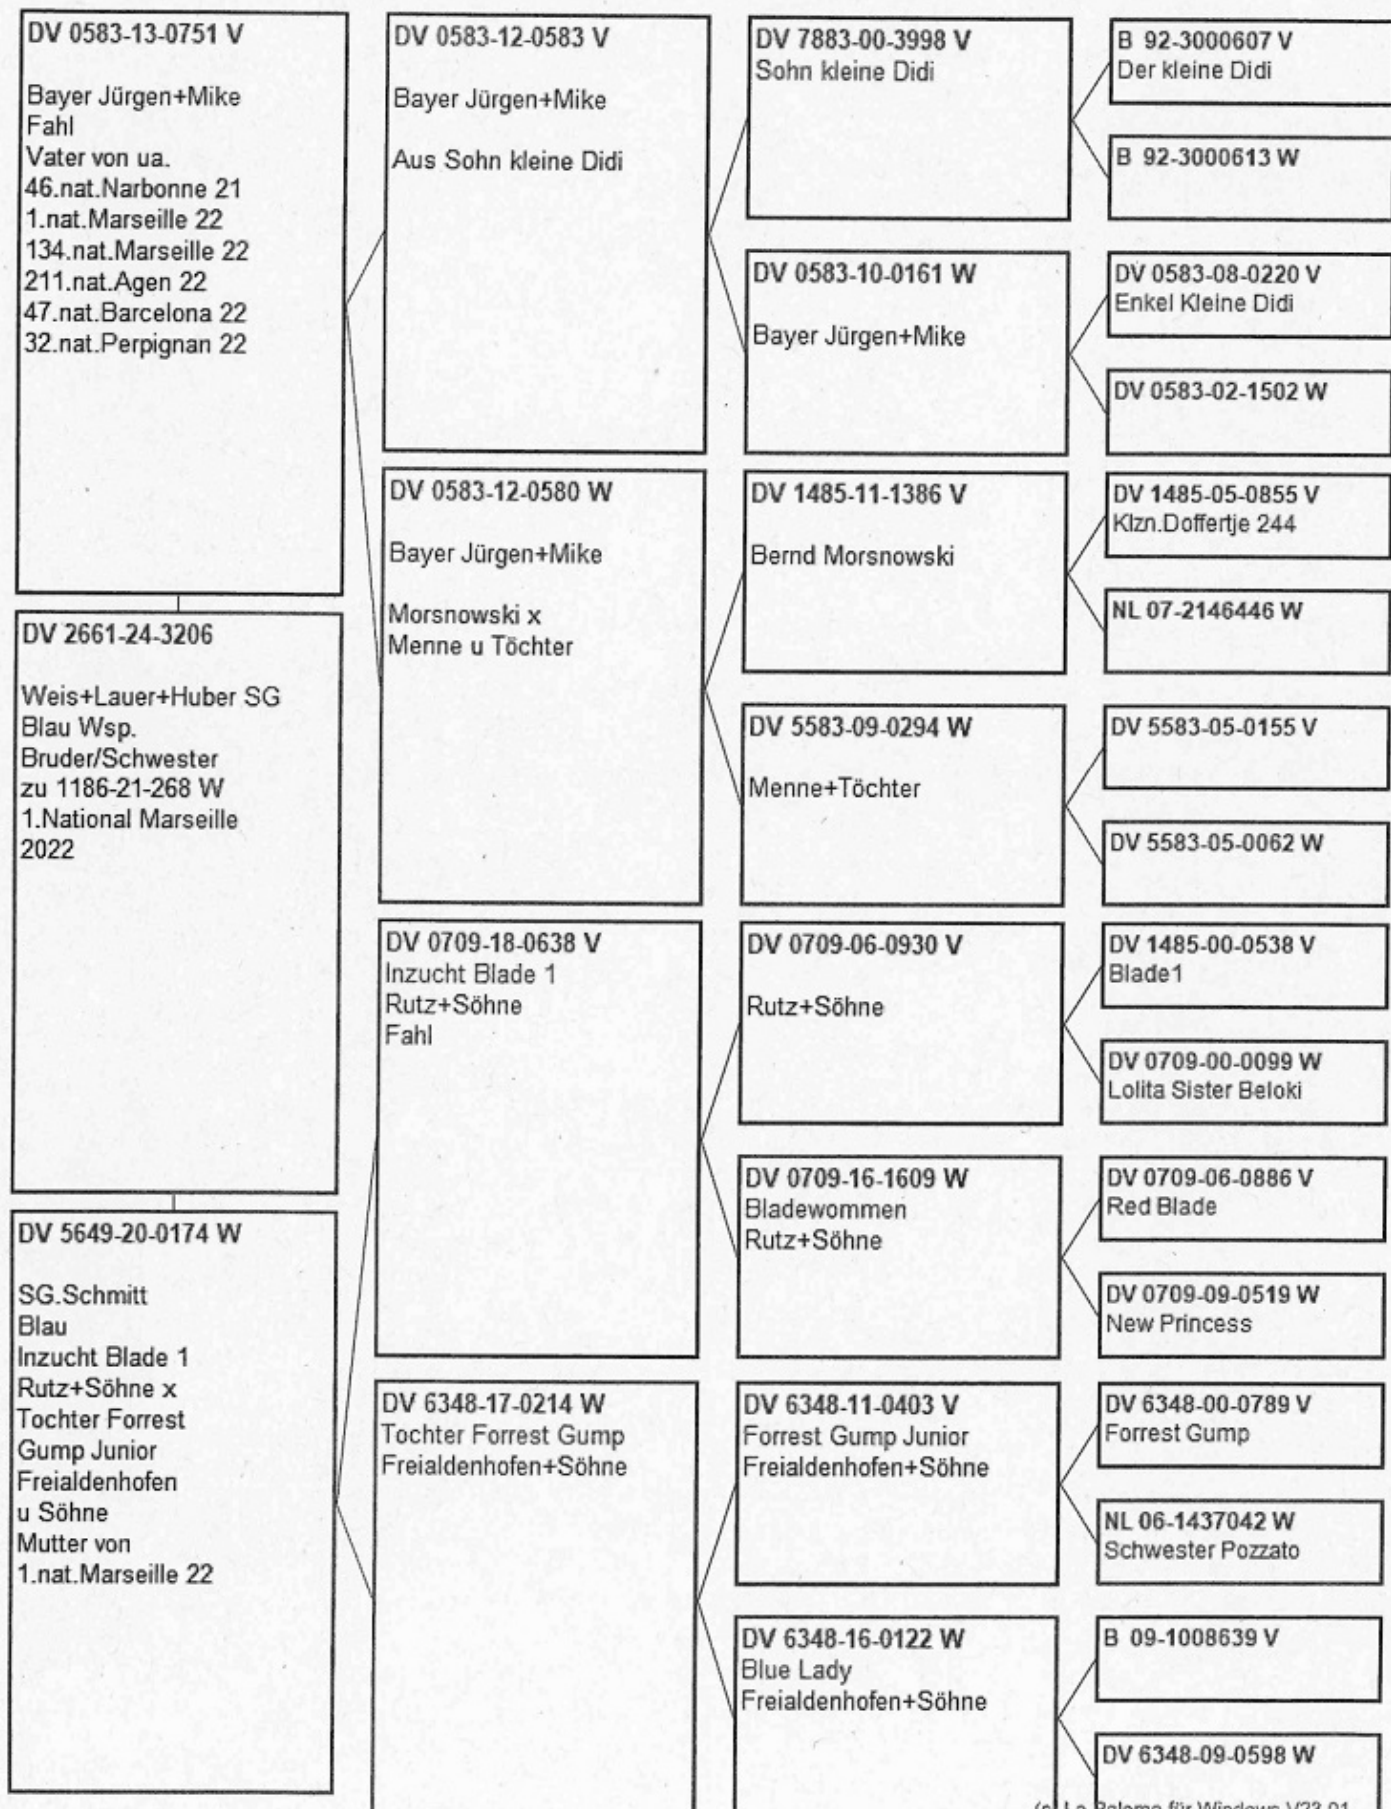 DV 0583-13-0751 V
Bayer Jürgen+Mike
Fahl
Vater von ua.
46.nat.Narbonne 21
1.nat.Marseille 22
134.nat.Marseille 22
211.nat.Agen 22
47.nat.Barcelona 22
32.nat.Perpignan 22
DV 2661-24-3206
Weis+Lauer+Huber SG
Blau Wsp.
Bruder/Schwester
zu 1186-21-268 W
1.National Marseille
2022
DV 5649-20-0174 W
SG.Schmitt
Blau
Inzucht Blade 1
Rutz+Söhne x
Tochter Forrest
Gump Junior
Freialdenhofen
u Söhne
Mutter von
1.nat.Marseille 22
DV 0583-12-0583 V
Bayer Jürgen+Mike
Aus Sohn kleine Didi
DV 0583-12-0580 W
Bayer Jürgen+Mike
Morsnowski x
Menne u Töchter
DV 0709-18-0638 V
Inzucht Blade 1
Rutz+Söhne
Fahl
DV 6348-17-0214 W
Tochter Forrest Gump
Freialdenhofen+Söhne
DV 7883-00-3998 V
Sohn kleine Didi
DV 0583-10-0161 W
Bayer Jürgen+Mike
DV 1485-11-1386 V
Bernd Morsnowski
DV 5583-09-0294 W
Menne+Töchter
DV 0709-06-0930 V
Rutz+Söhne
DV 0709-16-1609 W
Bladewommen
Rutz+Söhne
DV 6348-11-0403 V
Forrest Gump Junior
Freialdenhofen+Söhne
DV 6348-16-0122 W
Blue Lady
Freialdenhofen+Söhne
B 92-3000607 V
Der kleine Didi
B 92-3000613 W
DV 0583-08-0220 V
Enkel Kleine Didi
DV 0583-02-1502 W
DV 1485-05-0855 V
Klzn.Doffertje 244
NL 07-2146446 W
DV 5583-05-0155 V
DV 5583-05-0062 W
DV 1485-00-0538 V
Blade1
DV 0709-00-0099 W
Lolita Sister Beloki
DV 0709-06-0886 V
Red Blade
DV 0709-09-0519 W
New Princess
DV 6348-00-0789 V
Forrest Gump
NL 06-1437042 W
Schwester Pozzato
B 09-1008639 V
DV 6348-09-0598 W
für Windows V23.01